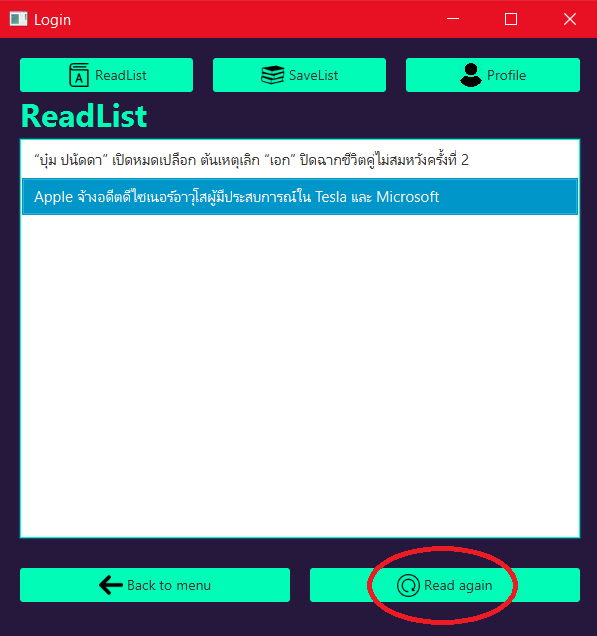 Login
ReadList
SaveList
Profile
ReadList
“บุ๋ม ปนัดดา” เปิดหมดเปลือก ต้นเหตุเลิก “เอก” ปิดฉากชีวิตคู่ไม่สมหวังครั้งที่ 2
Apple จ้างอดีตดีไซเนอร์อาวุโสผู้มีประสบการณ์ใน Tesla และ Microsoft
Back to menu
Read again